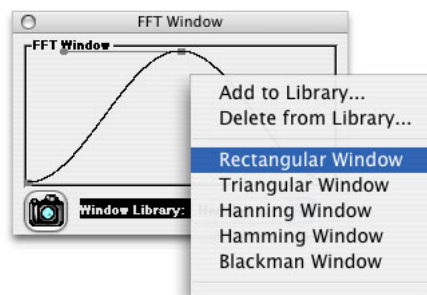 FFT Window
FFT Window
Add to Library...
Delete from Library...
Rectangular Window
Triangular Window
Hanning Window
Hamming Window
Blackman Window
Window Library: